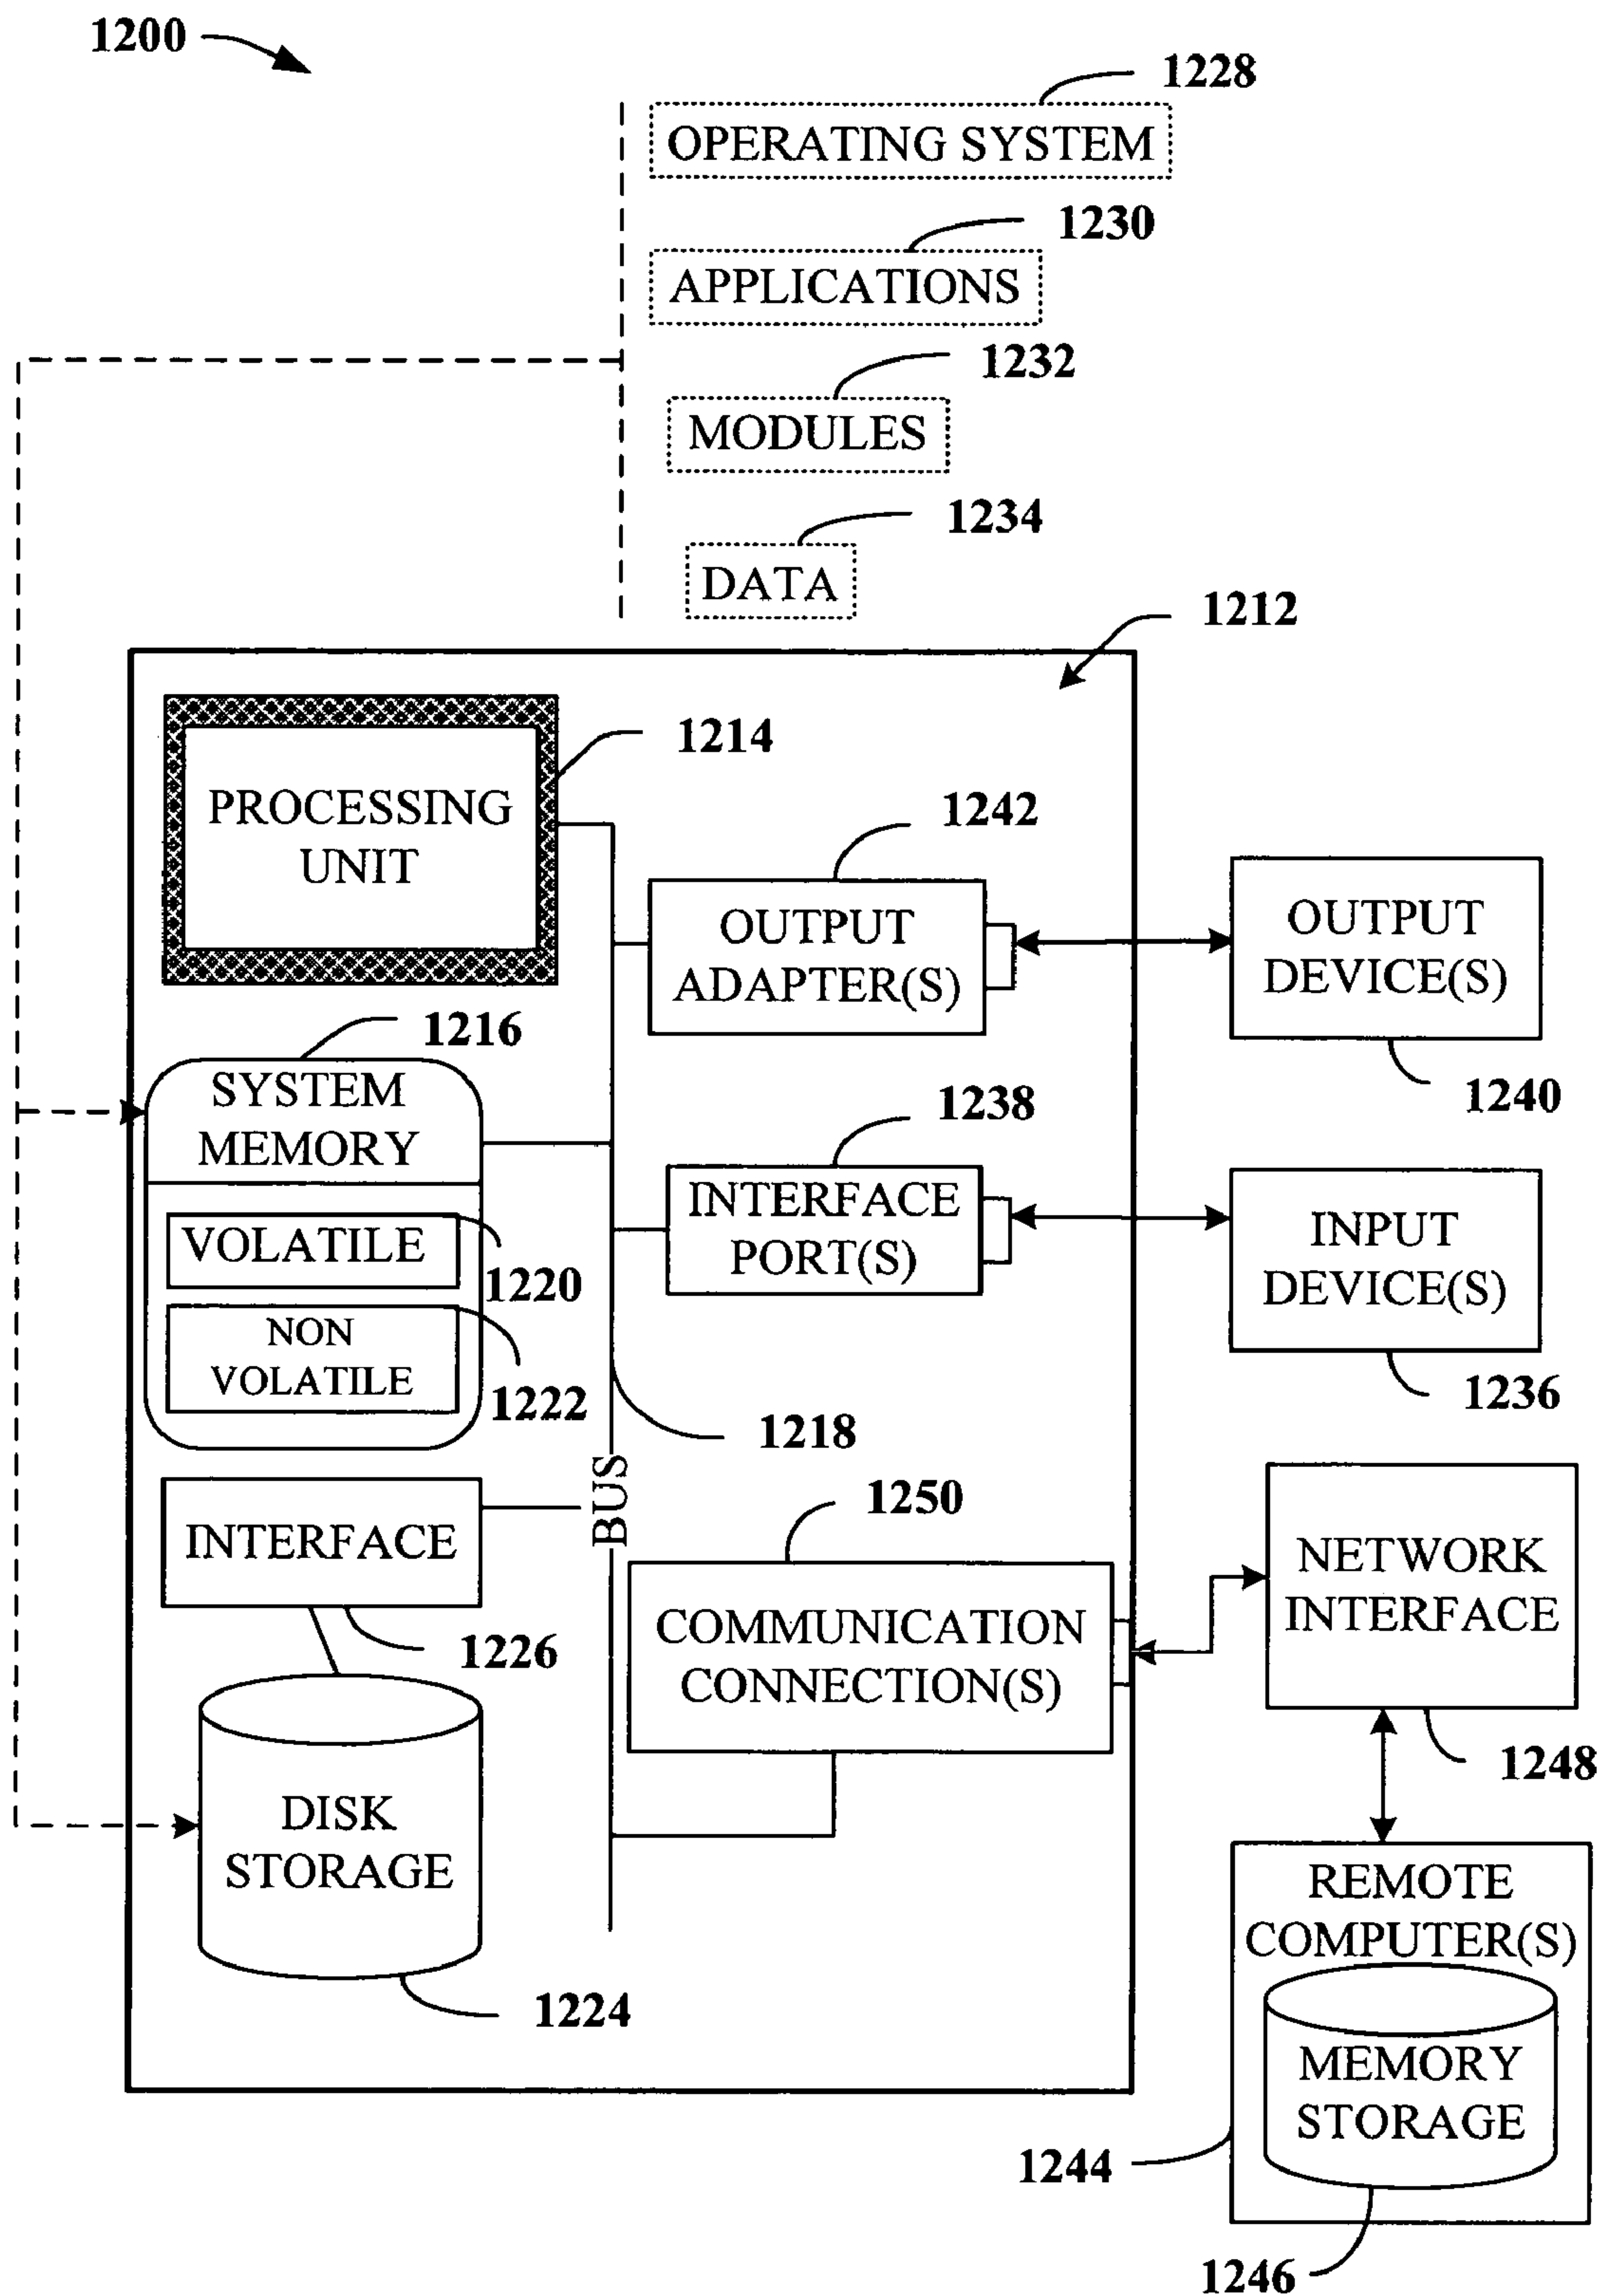 1200
1228
OPERATING SYSTEM
1230
APPLICATIONS
1232
MODULES
1234
DATA
1212
1214
PROCESSING
UNIT
1242
OUTPUT
ADAPTER(S)
OUTPUT
DEVICE(S)
1240
1216
SYSTEM
MEMORY
VOLATILE
1220
NON
VOLATILE
1222
1238
INTERFACE
PORT(S)
INPUT
DEVICE(S)
1236
1218
BUS
INTERFACE
1226
1250
COMMUNICATION
CONNECTION(S)
NETWORK
INTERFACE
1248
DISK
STORAGE
1224
REMOTE
COMPUTER(S)
MEMORY
STORAGE
1244
1246